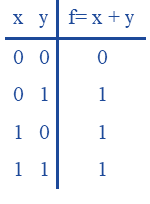 x y f= x + y
0 0 0
0 1 1
1 0 1
1 1 1